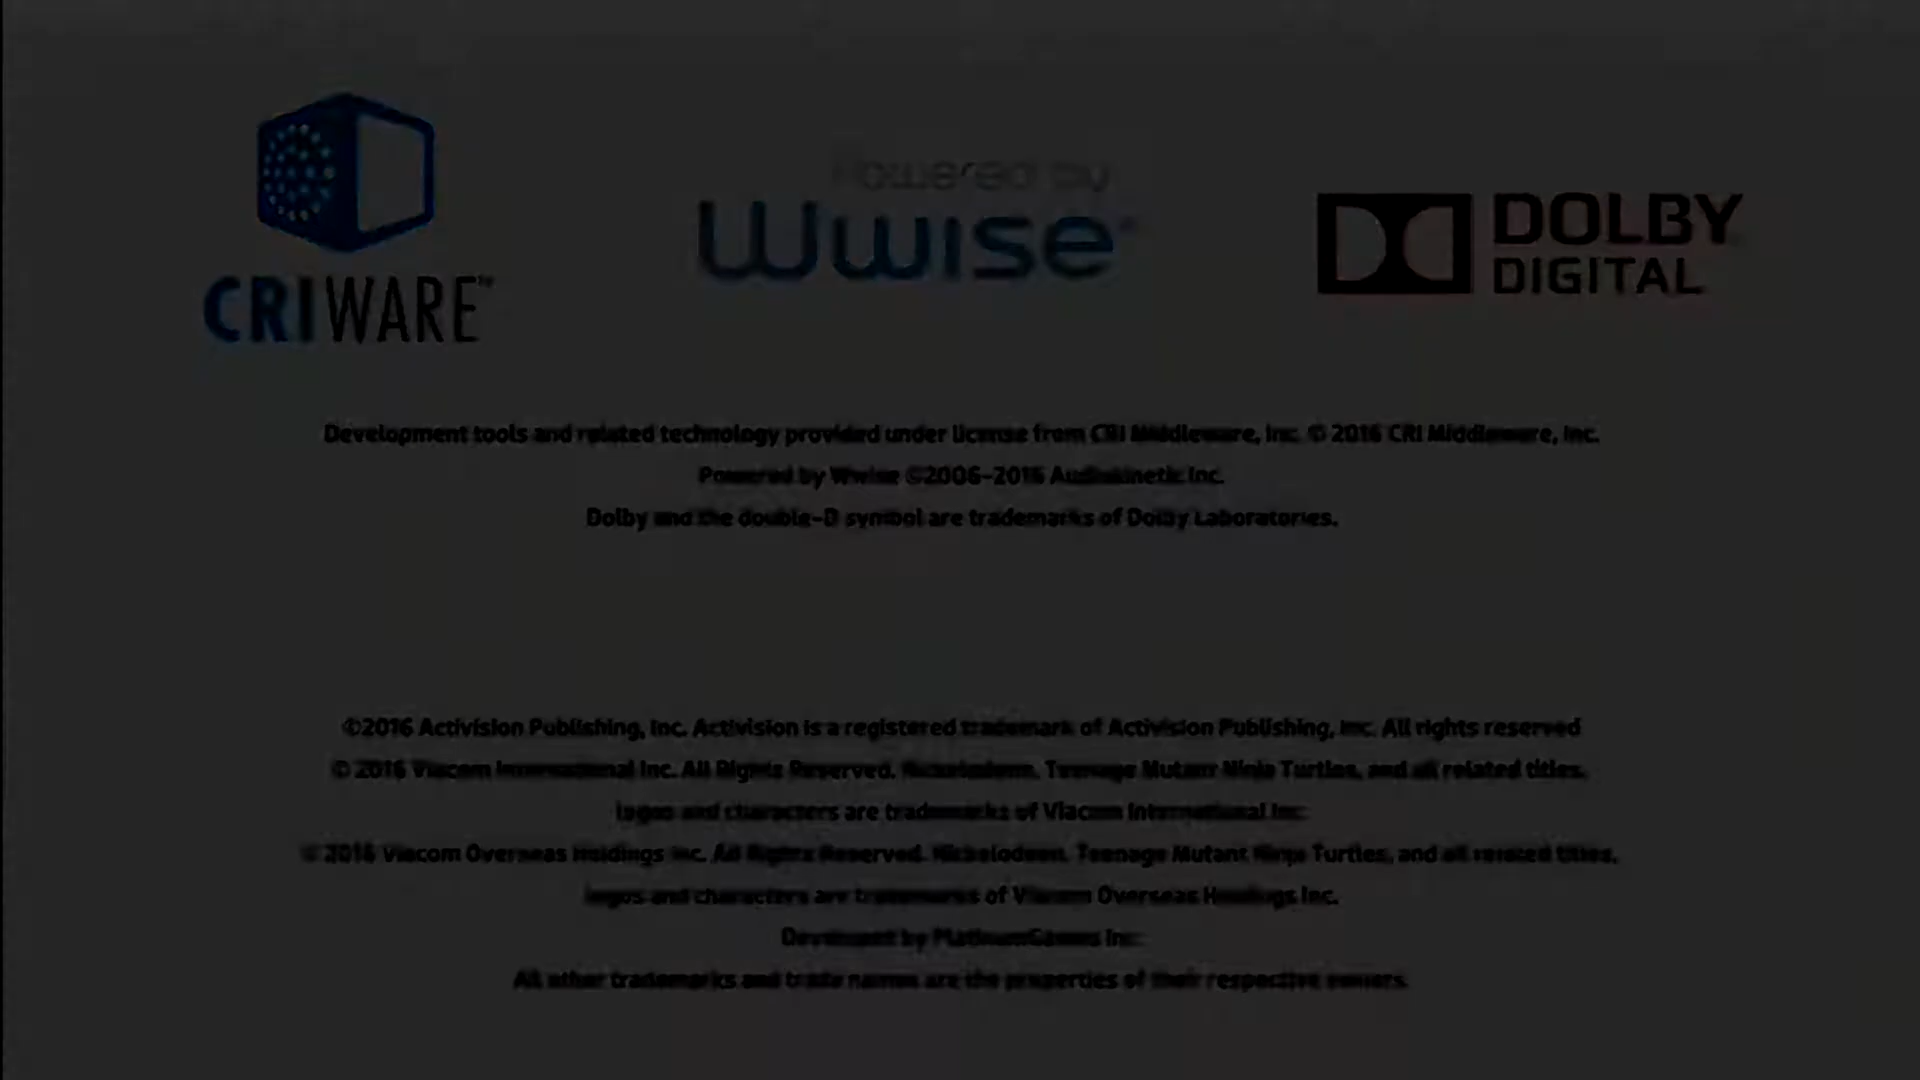 CRIWARE™
Powered by
Wwise
DOLBY
DIGITAL
Development tools and related technology provided under license from CRI Middleware, Inc. © 2016 CRI Middleware, Inc.
Powered by Wwise ©2006-2016 Audiokinetic Inc.
Dolby and the double-D symbol are trademarks of Dolby Laboratories.
©2016 Activision Publishing, Inc. Activision is a registered trademark of Activision Publishing, Inc. All rights reserved
© 2016 Viacom International Inc. All Rights Reserved. Nickelodeon, Teenage Mutant Ninja Turtles, and all related titles,
logos and characters are trademarks of Viacom International Inc.
© 2016 Viacom Overseas Holdings Inc. All Rights Reserved. Nickelodeon, Teenage Mutant Ninja Turtles, and all related titles,
logos and characters are trademarks of Viacom Overseas Holdings Inc.
Developed by PlatinumGames Inc.
All other trademarks and trade names are the properties of their respective owners.